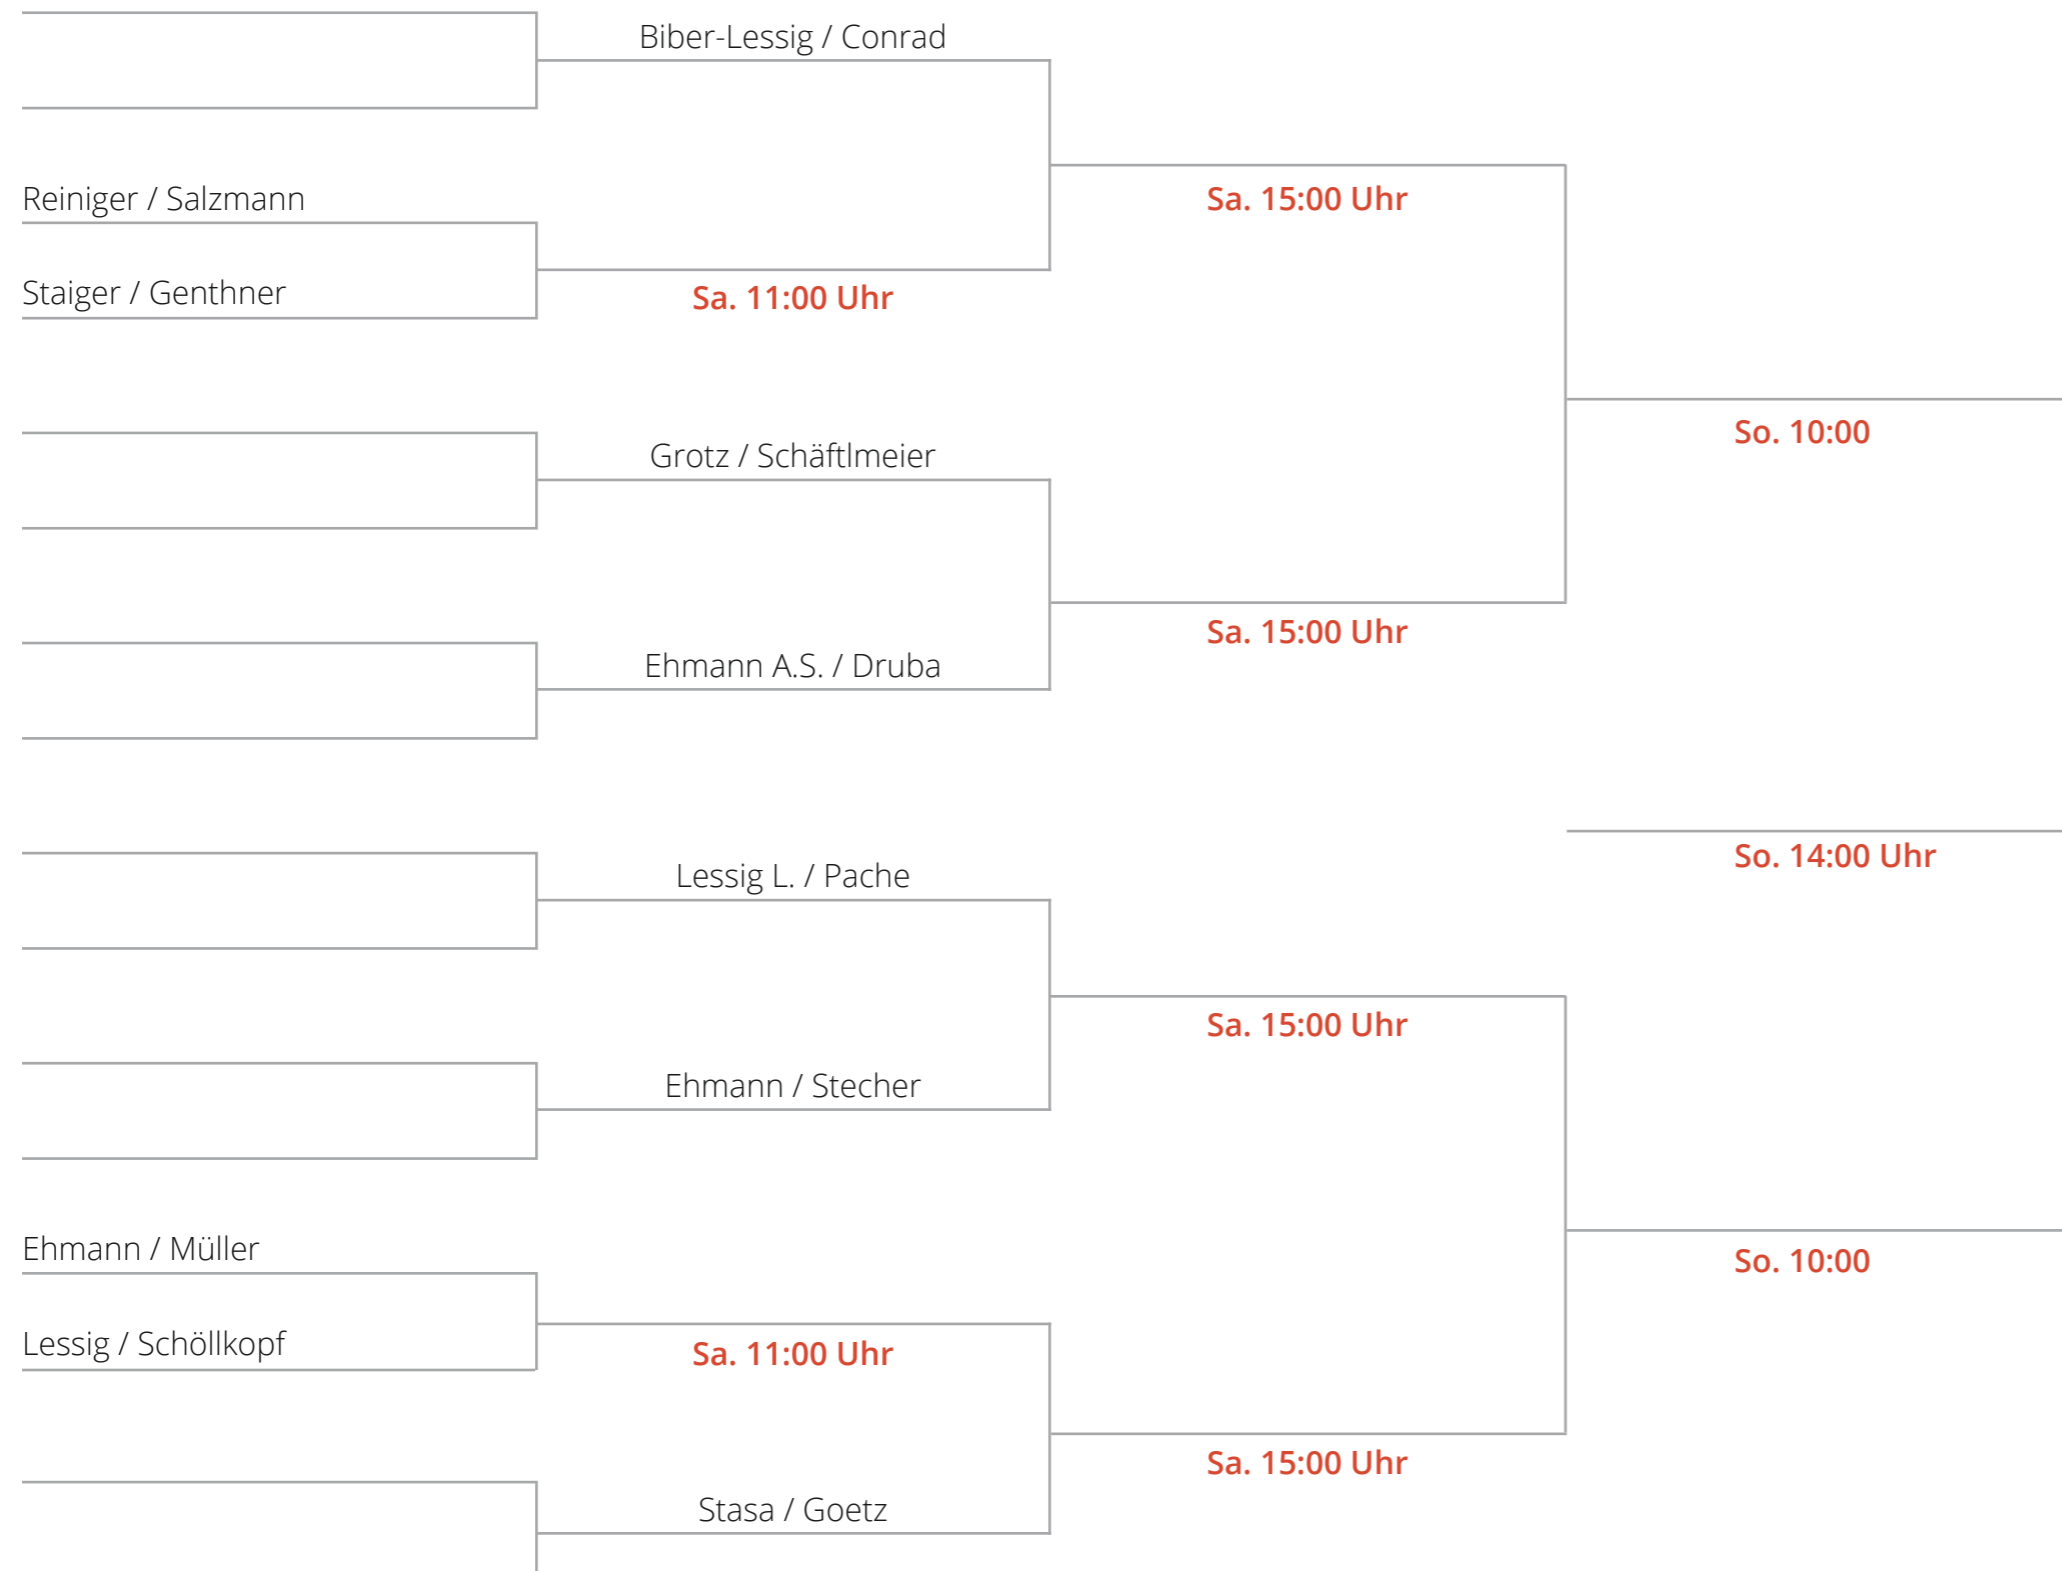 Biber-Lessig / Conrad
Reiniger / Salzmann
Sa. 15:00 Uhr
Staiger / Genthner
Sa. 11:00 Uhr
So. 10:00
Grotz / Schäftlmeier
Sa. 15:00 Uhr
Ehmann A.S. / Druba
So. 14:00 Uhr
Lessig L. / Pache
Sa. 15:00 Uhr
Ehmann / Stecher
Ehmann / Müller
So. 10:00
Lessig / Schöllkopf
Sa. 11:00 Uhr
Sa. 15:00 Uhr
Stasa / Goetz